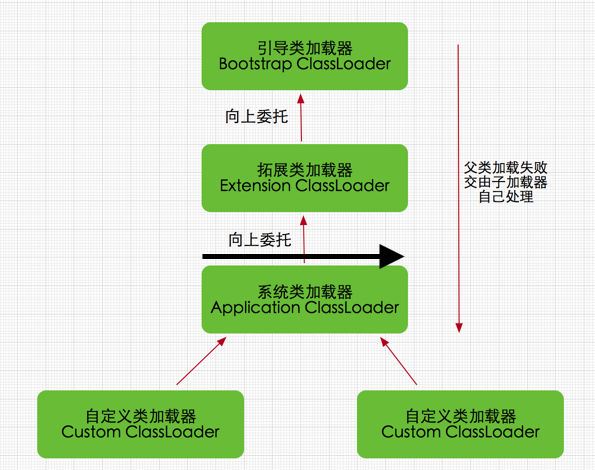 引导类加载器
Bootstrap ClassLoader
向上委托
拓展类加载器
Extension ClassLoader
父类加载失败
交由子加载器
自己处理
向上委托
系统类加载器
Application ClassLoader
自定义类加载器
Custom ClassLoader
自定义类加载器
Custom ClassLoader